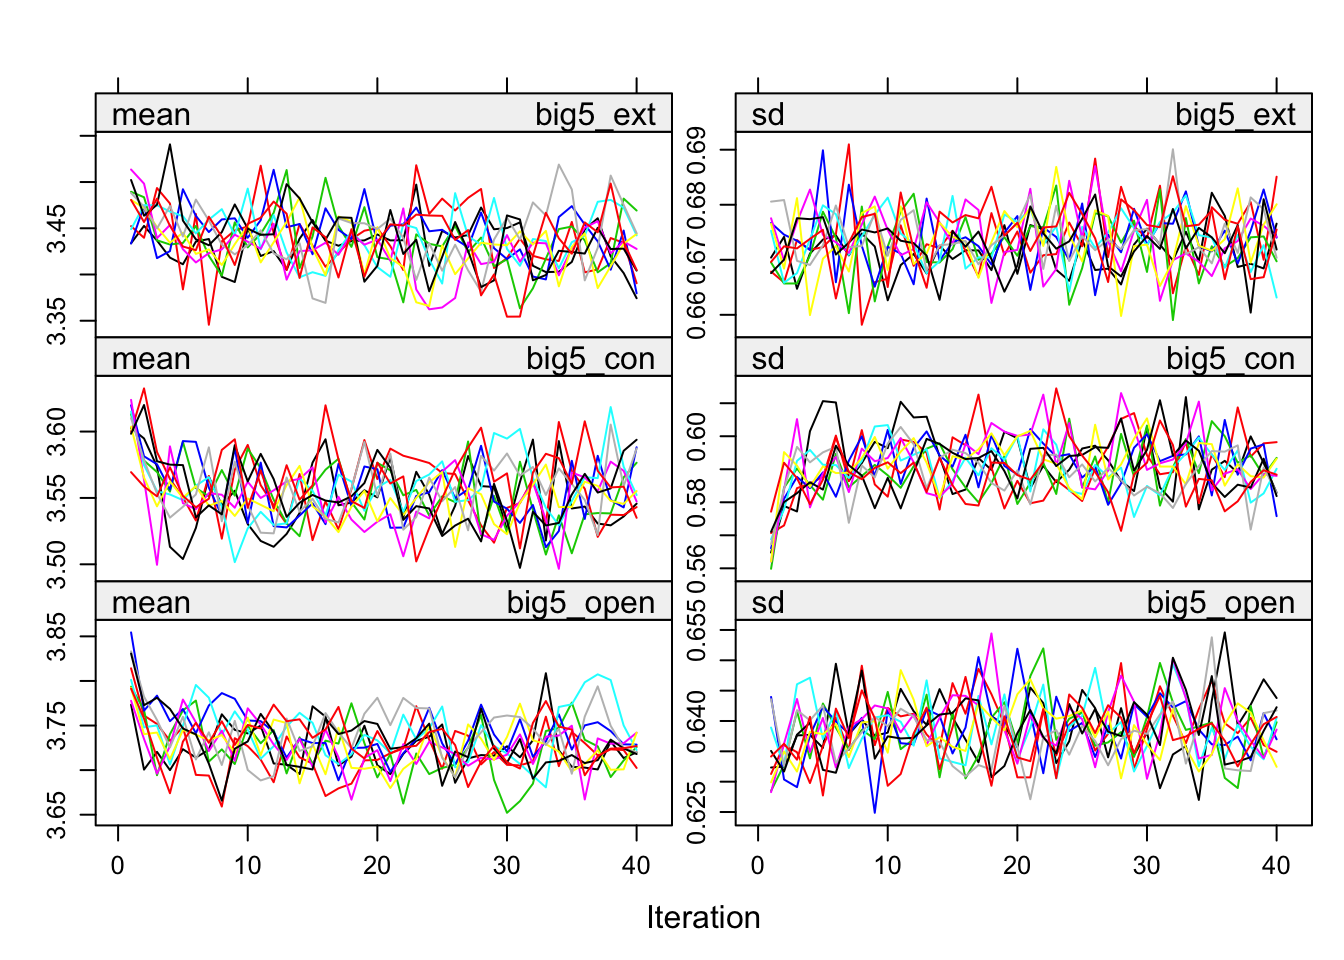 mean big5_ext
sd big5_ext
3.35 3.45
0.66 0.67 0.68 0.69
mean big5_con
sd big5_con
3.50 3.55 3.60
0.56 0.58 0.60
mean big5_open
sd big5_open
3.65 3.75 3.85
0.625 0.640 0.655
0 10 20 30 40
0 10 20 30 40
Iteration